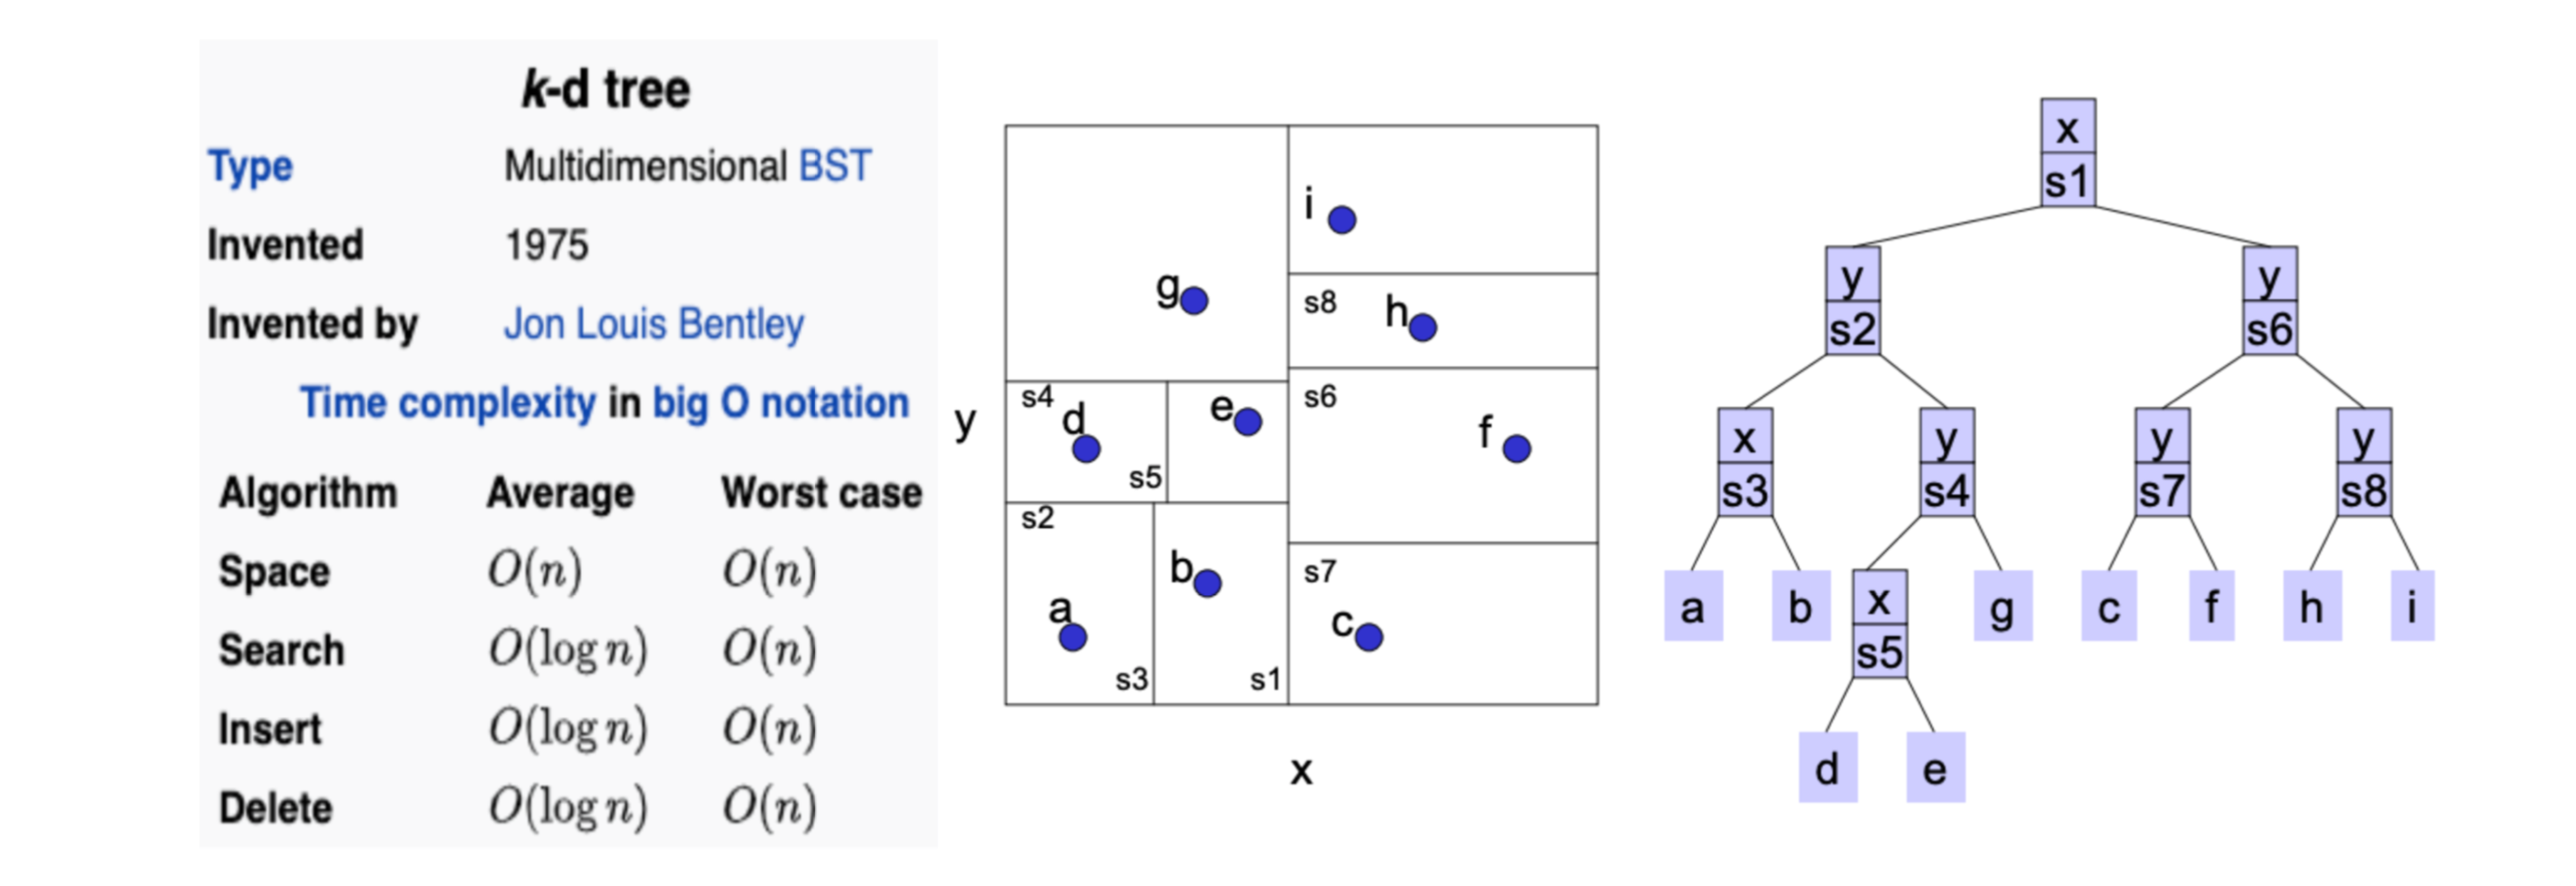 k-d tree
Type Multidimensional BST
Invented 1975
Invented by Jon Louis Bentley
Time complexity in big O notation
Algorithm Average Worst case
Space O(n) O(n)
Search O(log n) O(n)
Insert O(log n) O(n)
Delete O(log n) O(n)
i
g
s8 h
s4 d e s6 f
y
s5
s2
b s7
a c
s3 s1
x
x
s1
y y
s2 s6
x y y y
s3 s4 s7 s8
a b x g c f h i
s5
d e